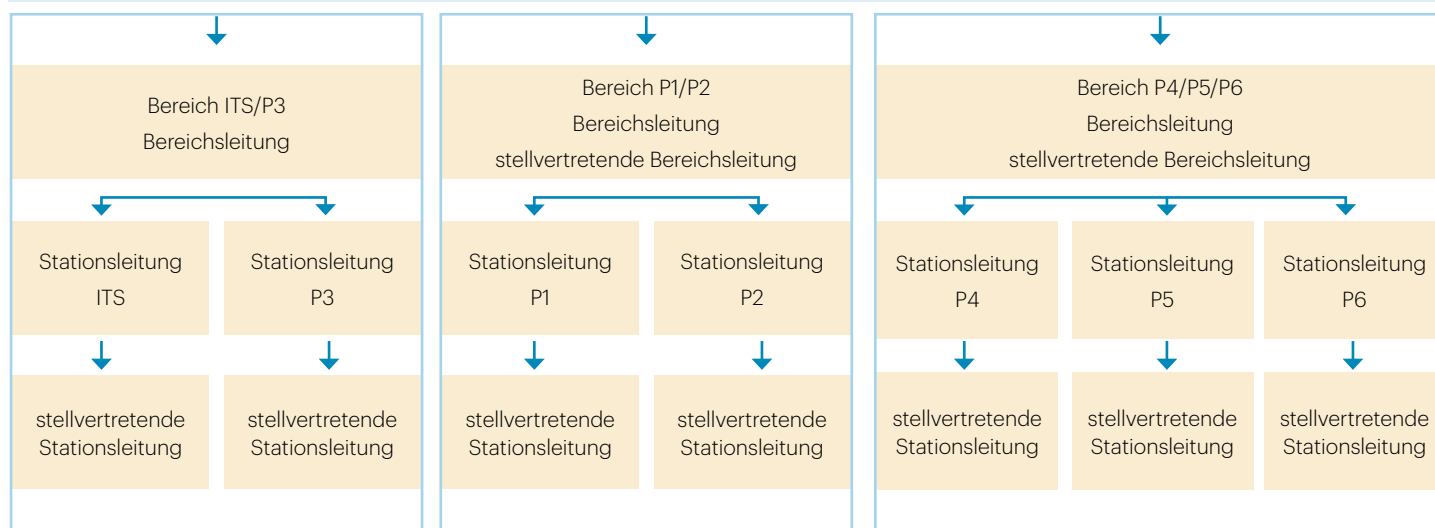 Bereich ITS/P3
Bereichsleitung
Bereich P1/P2
Bereichsleitung
stellvertretende Bereichsleitung
Bereich P4/P5/P6
Bereichsleitung
stellvertretende Bereichsleitung
Stationsleitung
ITS
Stationsleitung
P3
Stationsleitung
P1
Stationsleitung
P2
Stationsleitung
P4
Stationsleitung
P5
Stationsleitung
P6
stellvertretende
Stationsleitung
stellvertretende
Stationsleitung
stellvertretende
Stationsleitung
stellvertretende
Stationsleitung
stellvertretende
Stationsleitung
stellvertretende
Stationsleitung
stellvertretende
Stationsleitung